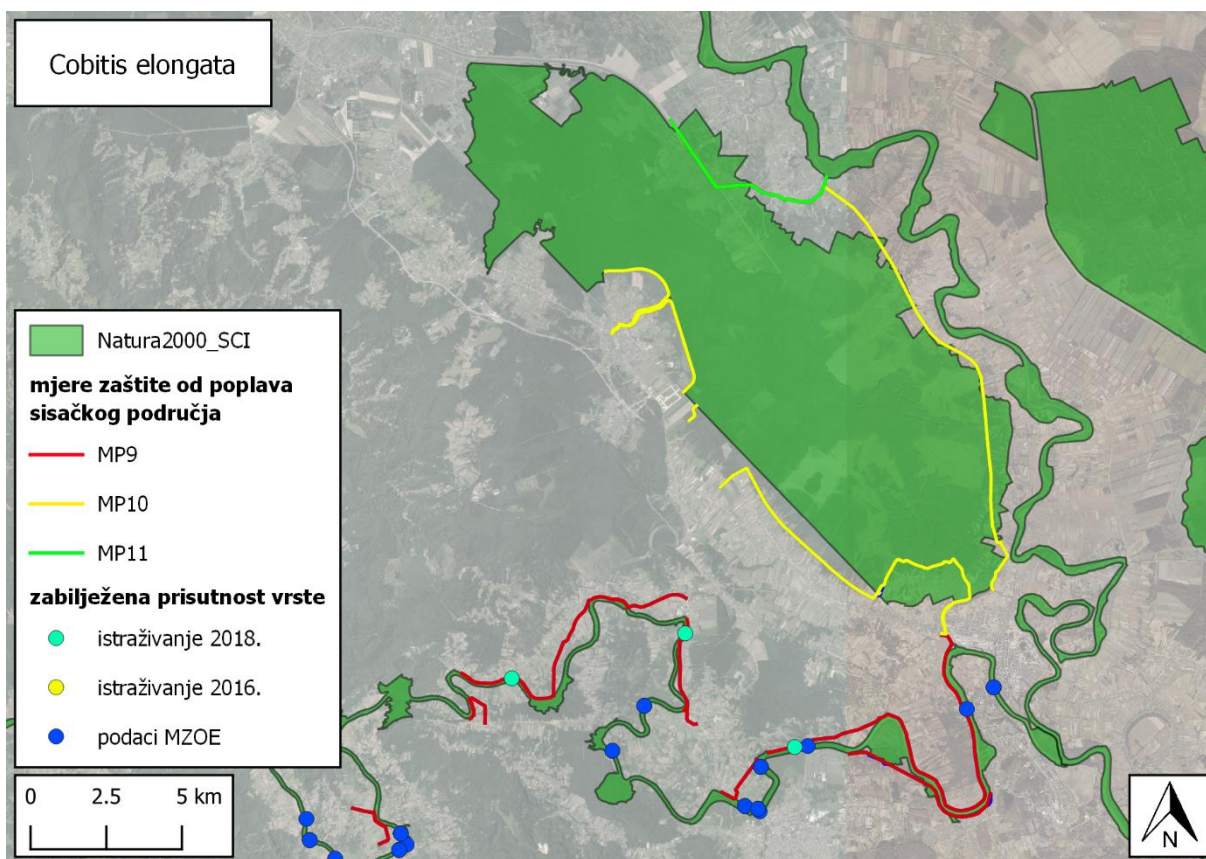 Cobitis elongata
Natura2000_SCI
mjere zaštite od poplava
sisačkog područja
MP9
MP10
MP11
zabilježena prisutnost vrste
istraživanje 2018.
istraživanje 2016.
podaci MZOE
0 2.5 5 km
N